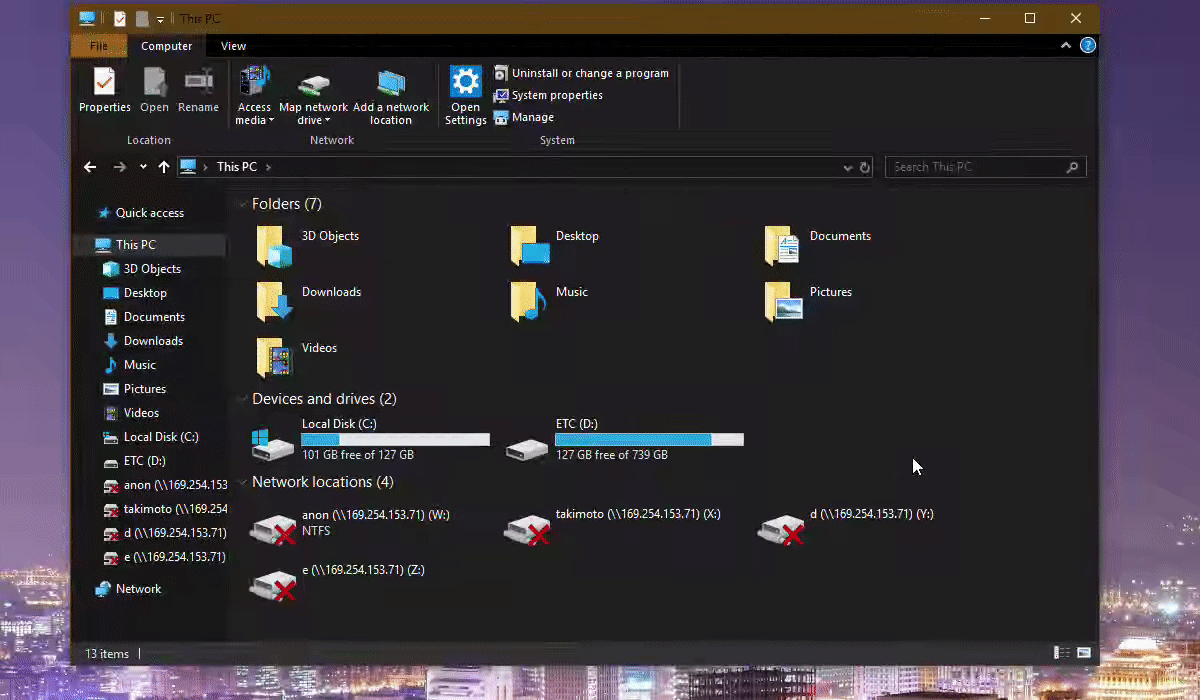 This PC
File
Computer
View
Properties
Open
Rename
Access media
Map network drive
Add a network location
Open Settings
Uninstall or change a program
System properties
Manage
Location
Network
System
This PC
Search This PC
Quick access
This PC
3D Objects
Desktop
Documents
Downloads
Music
Pictures
Videos
Local Disk (C:)
ETC (D:)
anon (\\169.254.153
takimoto (\\169.254
d (\\169.254.153.71)
e (\\169.254.153.71)
Network
Folders (7)
3D Objects
Desktop
Documents
Downloads
Music
Pictures
Videos
Devices and drives (2)
Local Disk (C:)
101 GB free of 127 GB
ETC (D:)
127 GB free of 739 GB
Network locations (4)
anon (\\169.254.153.71) (W:)
NTFS
takimoto (\\169.254.153.71) (X:)
d (\\169.254.153.71) (Y:)
e (\\169.254.153.71) (Z:)
13 items